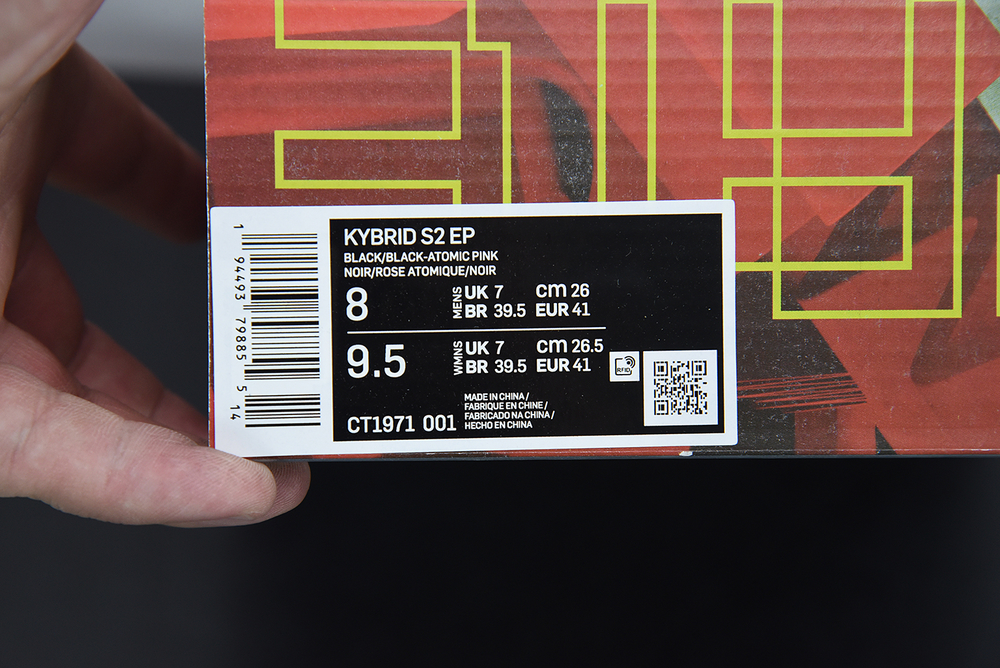 KYBRID S2 EP
BLACK/BLACK-ATOMIC PINK
NOIR/ROSE ATOMIQUE/NOIR
8 MENS UK 7 cm 26
BR 39.5 EUR 41
9.5 WMNS UK 7 cm 26.5
BR 39.5 EUR 41
RFID
MADE IN CHINA /
FABRIQUE EN CHINE /
FABRICADO NA CHINA /
HECHO EN CHINA
CT1971 001
1 94493 79885 5 14